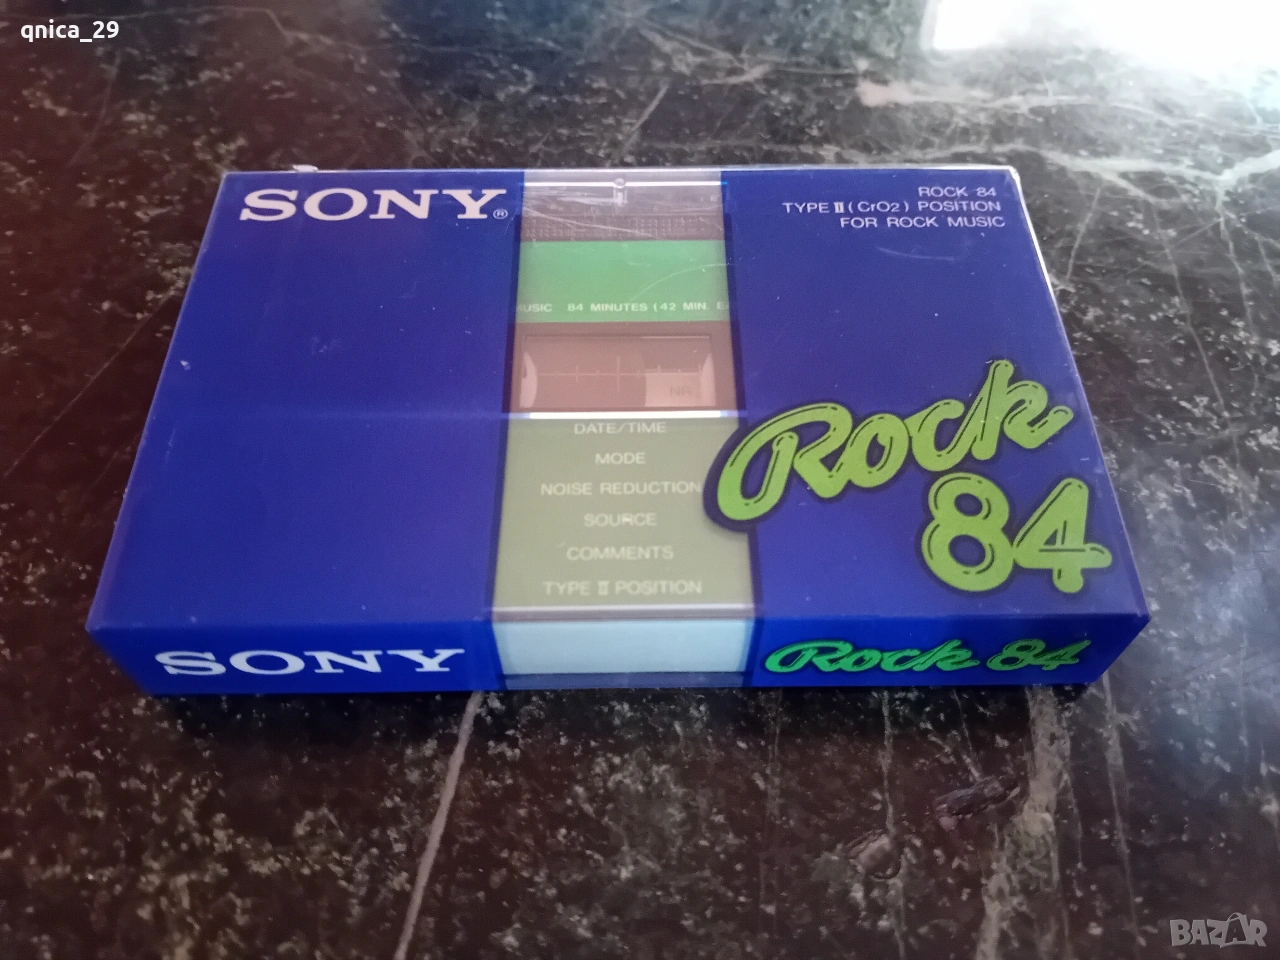 qnica_29
SONY®
ROCK 84
TYPE II (CrO2) POSITION
FOR ROCK MUSIC
84 MINUTES (42 MIN.
NR
DATE/TIME
MODE
NOISE REDUCTION
SOURCE
COMMENTS
TYPE II POSITION
Rock
84
SONY
Rock 84
BAZAR